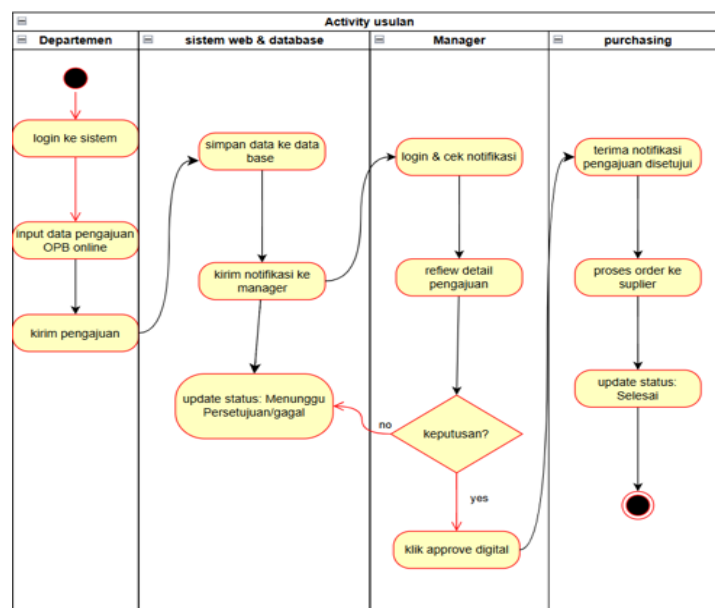 Activity usulan
Departemen
sistem web & database
Manager
purchasing
login ke sistem
input data pengajuan
OPB online
kirim pengajuan
simpan data ke data
base
kirim notifikasi ke
manager
update status: Menunggu
Persetujuan/gagal
login & cek notifikasi
refiew detail
pengajuan
keputusan?
no
yes
klik approve digital
terima notifikasi
pengajuan disetujui
proses order ke
suplier
update status:
Selesai